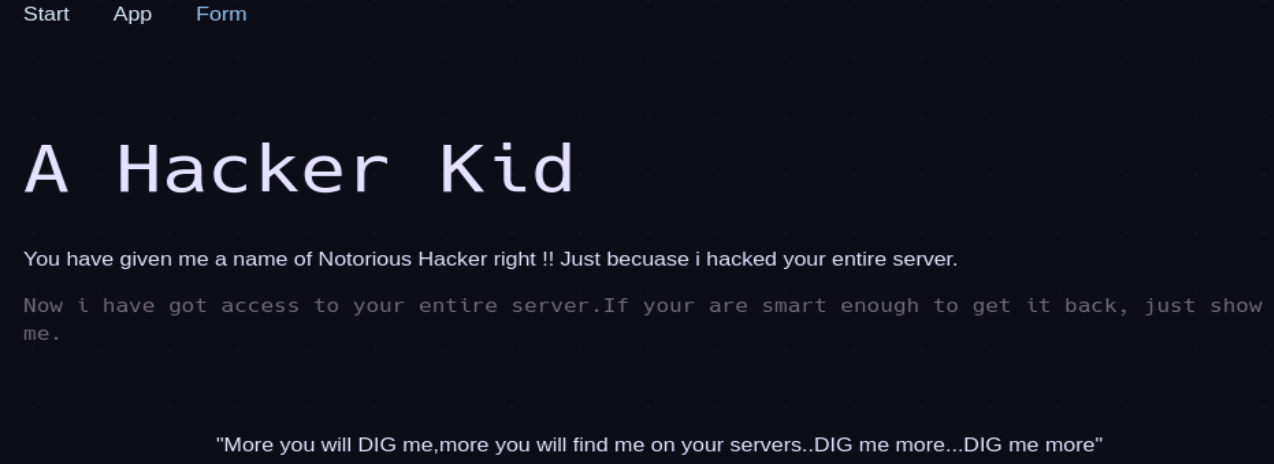 Start App Form
A Hacker Kid
You have given me a name of Notorious Hacker right !! Just becuase i hacked your entire server.
Now i have got access to your entire server.If your are smart enough to get it back, just show
me.
"More you will DIG me,more you will find me on your servers..DIG me more...DIG me more"